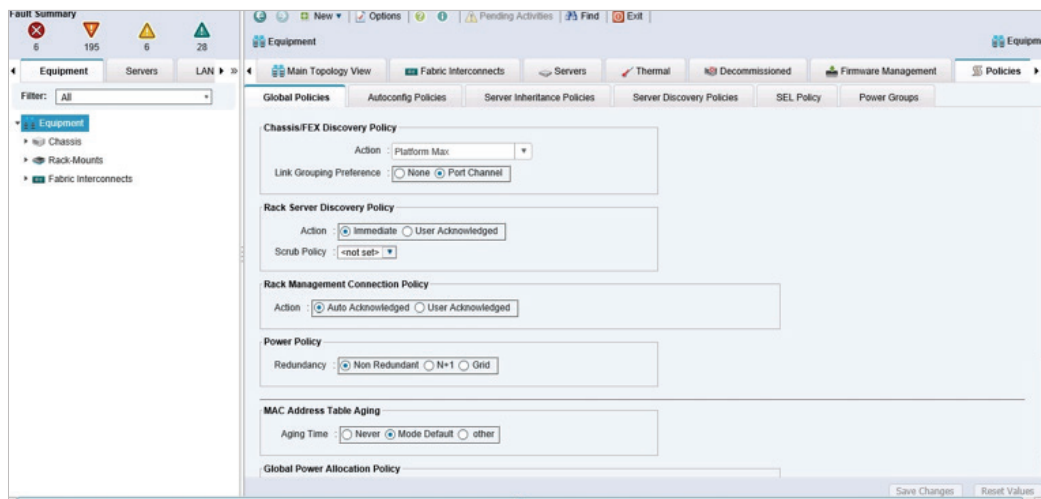 Fault Summary
6 195 6 28
New Options Pending Activities Find Exit
Equipment Equipm
Equipment Servers LAN
Main Topology View Fabric Interconnects Servers Thermal Decommissioned Firmware Management Policies
Filter: All
Global Policies Autoconfig Policies Server Inheritance Policies Server Discovery Policies SEL Policy Power Groups
Equipment
Chassis
Rack-Mounts
Fabric Interconnects
Chassis/FEX Discovery Policy
Action : Platform Max
Link Grouping Preference : None Port Channel
Rack Server Discovery Policy
Action : Immediate User Acknowledged
Scrub Policy : <not set>
Rack Management Connection Policy
Action : Auto Acknowledged User Acknowledged
Power Policy
Redundancy : Non Redundant N+1 Grid
MAC Address Table Aging
Aging Time : Never Mode Default other
Global Power Allocation Policy
Save Changes Reset Values